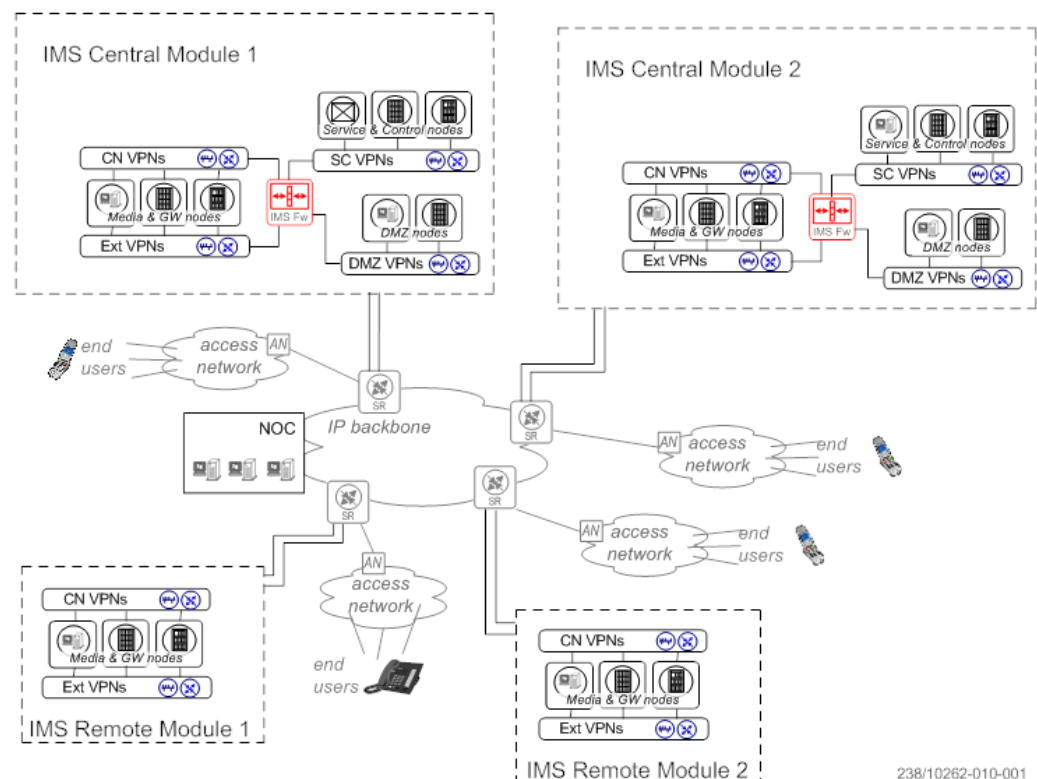 IMS Central Module 1
Service & Control nodes
CN VPNs
SC VPNs
Media & GW nodes
IMS Fw
DMZ nodes
Ext VPNs
DMZ VPNs
IMS Central Module 2
Service & Control nodes
CN VPNs
SC VPNs
Media & GW nodes
IMS Fw
DMZ nodes
Ext VPNs
DMZ VPNs
end
users
access
network
AN
SR
NOC
IP backbone
SR
AN
access
network
end
users
SR
SR
AN
access
network
end
users
AN
access
network
end
users
CN VPNs
Media & GW nodes
Ext VPNs
IMS Remote Module 1
CN VPNs
Media & GW nodes
Ext VPNs
IMS Remote Module 2
238/10262-010-001